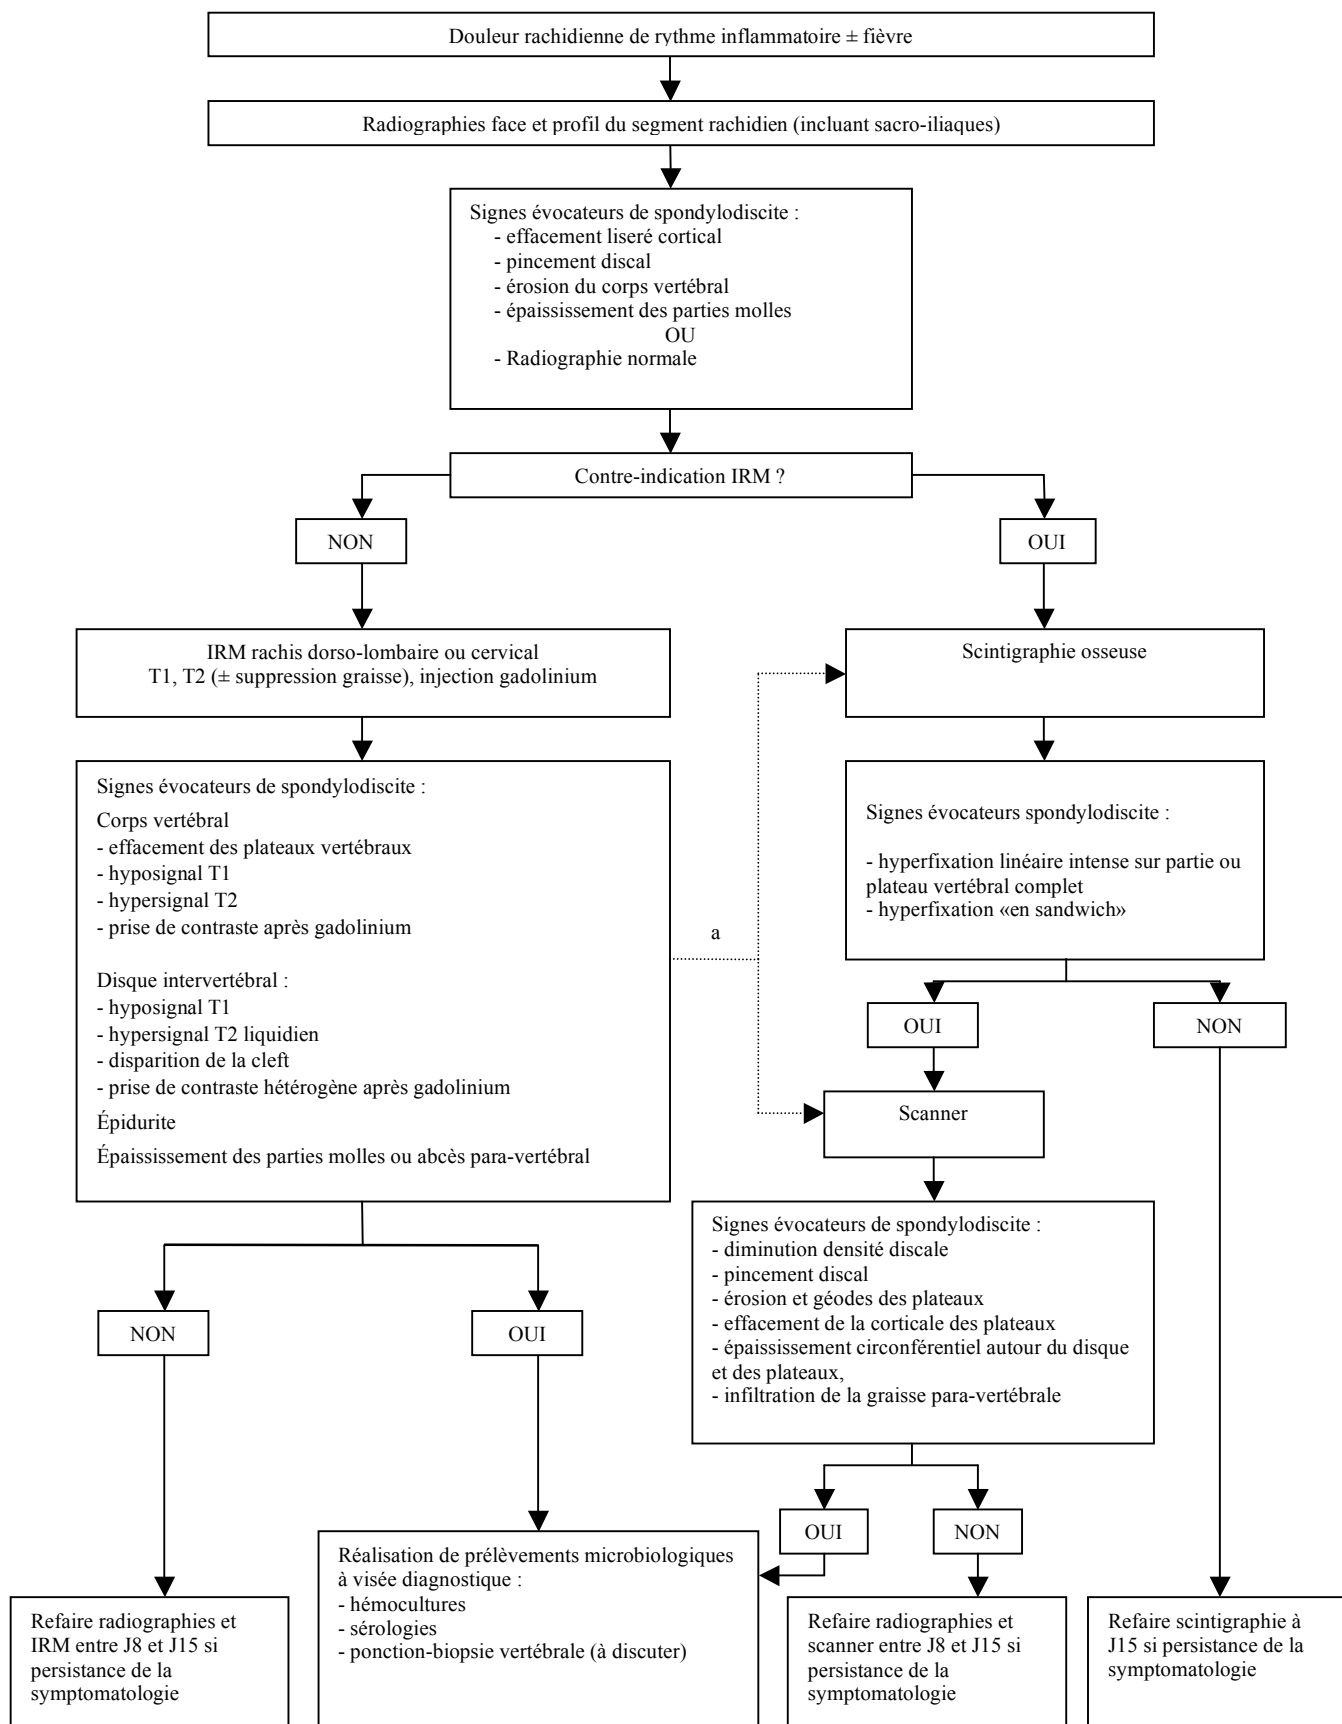 Douleur rachidienne de rythme inflammatoire ± fièvre
Radiographies face et profil du segment rachidien (incluant sacro-iliaques)
Signes évocateurs de spondylodiscite :
- effacement liseré cortical
- pincement discal
- érosion du corps vertébral
- épaississement des parties molles
OU
- Radiographie normale
Contre-indication IRM ?
NON
OUI
IRM rachis dorso-lombaire ou cervical
T1, T2 (± suppression graisse), injection gadolinium
Scintigraphie osseuse
Signes évocateurs de spondylodiscite :
Corps vertébral
- effacement des plateaux vertébraux
- hyposignal T1
- hypersignal T2
- prise de contraste après gadolinium
Disque intervertébral :
- hyposignal T1
- hypersignal T2 liquidien
- disparition de la cleft
- prise de contraste hétérogène après gadolinium
Épidurite
Épaississement des parties molles ou abcès para-vertébral
a
Signes évocateurs spondylodiscite :
- hyperfixation linéaire intense sur partie ou
plateau vertébral complet
- hyperfixation «en sandwich»
OUI
NON
Scanner
Signes évocateurs de spondylodiscite :
- diminution densité discale
- pincement discal
- érosion et géodes des plateaux
- effacement de la corticale des plateaux
- épaississement circonférentiel autour du disque
et des plateaux,
- infiltration de la graisse para-vertébrale
NON
OUI
OUI
NON
Refaire radiographies et
IRM entre J8 et J15 si
persistance de la
symptomatologie
Réalisation de prélèvements microbiologiques
à visée diagnostique :
- hémocultures
- sérologies
- ponction-biopsie vertébrale (à discuter)
Refaire radiographies et
scanner entre J8 et J15 si
persistance de la
symptomatologie
Refaire scintigraphie à
J15 si persistance de la
symptomatologie